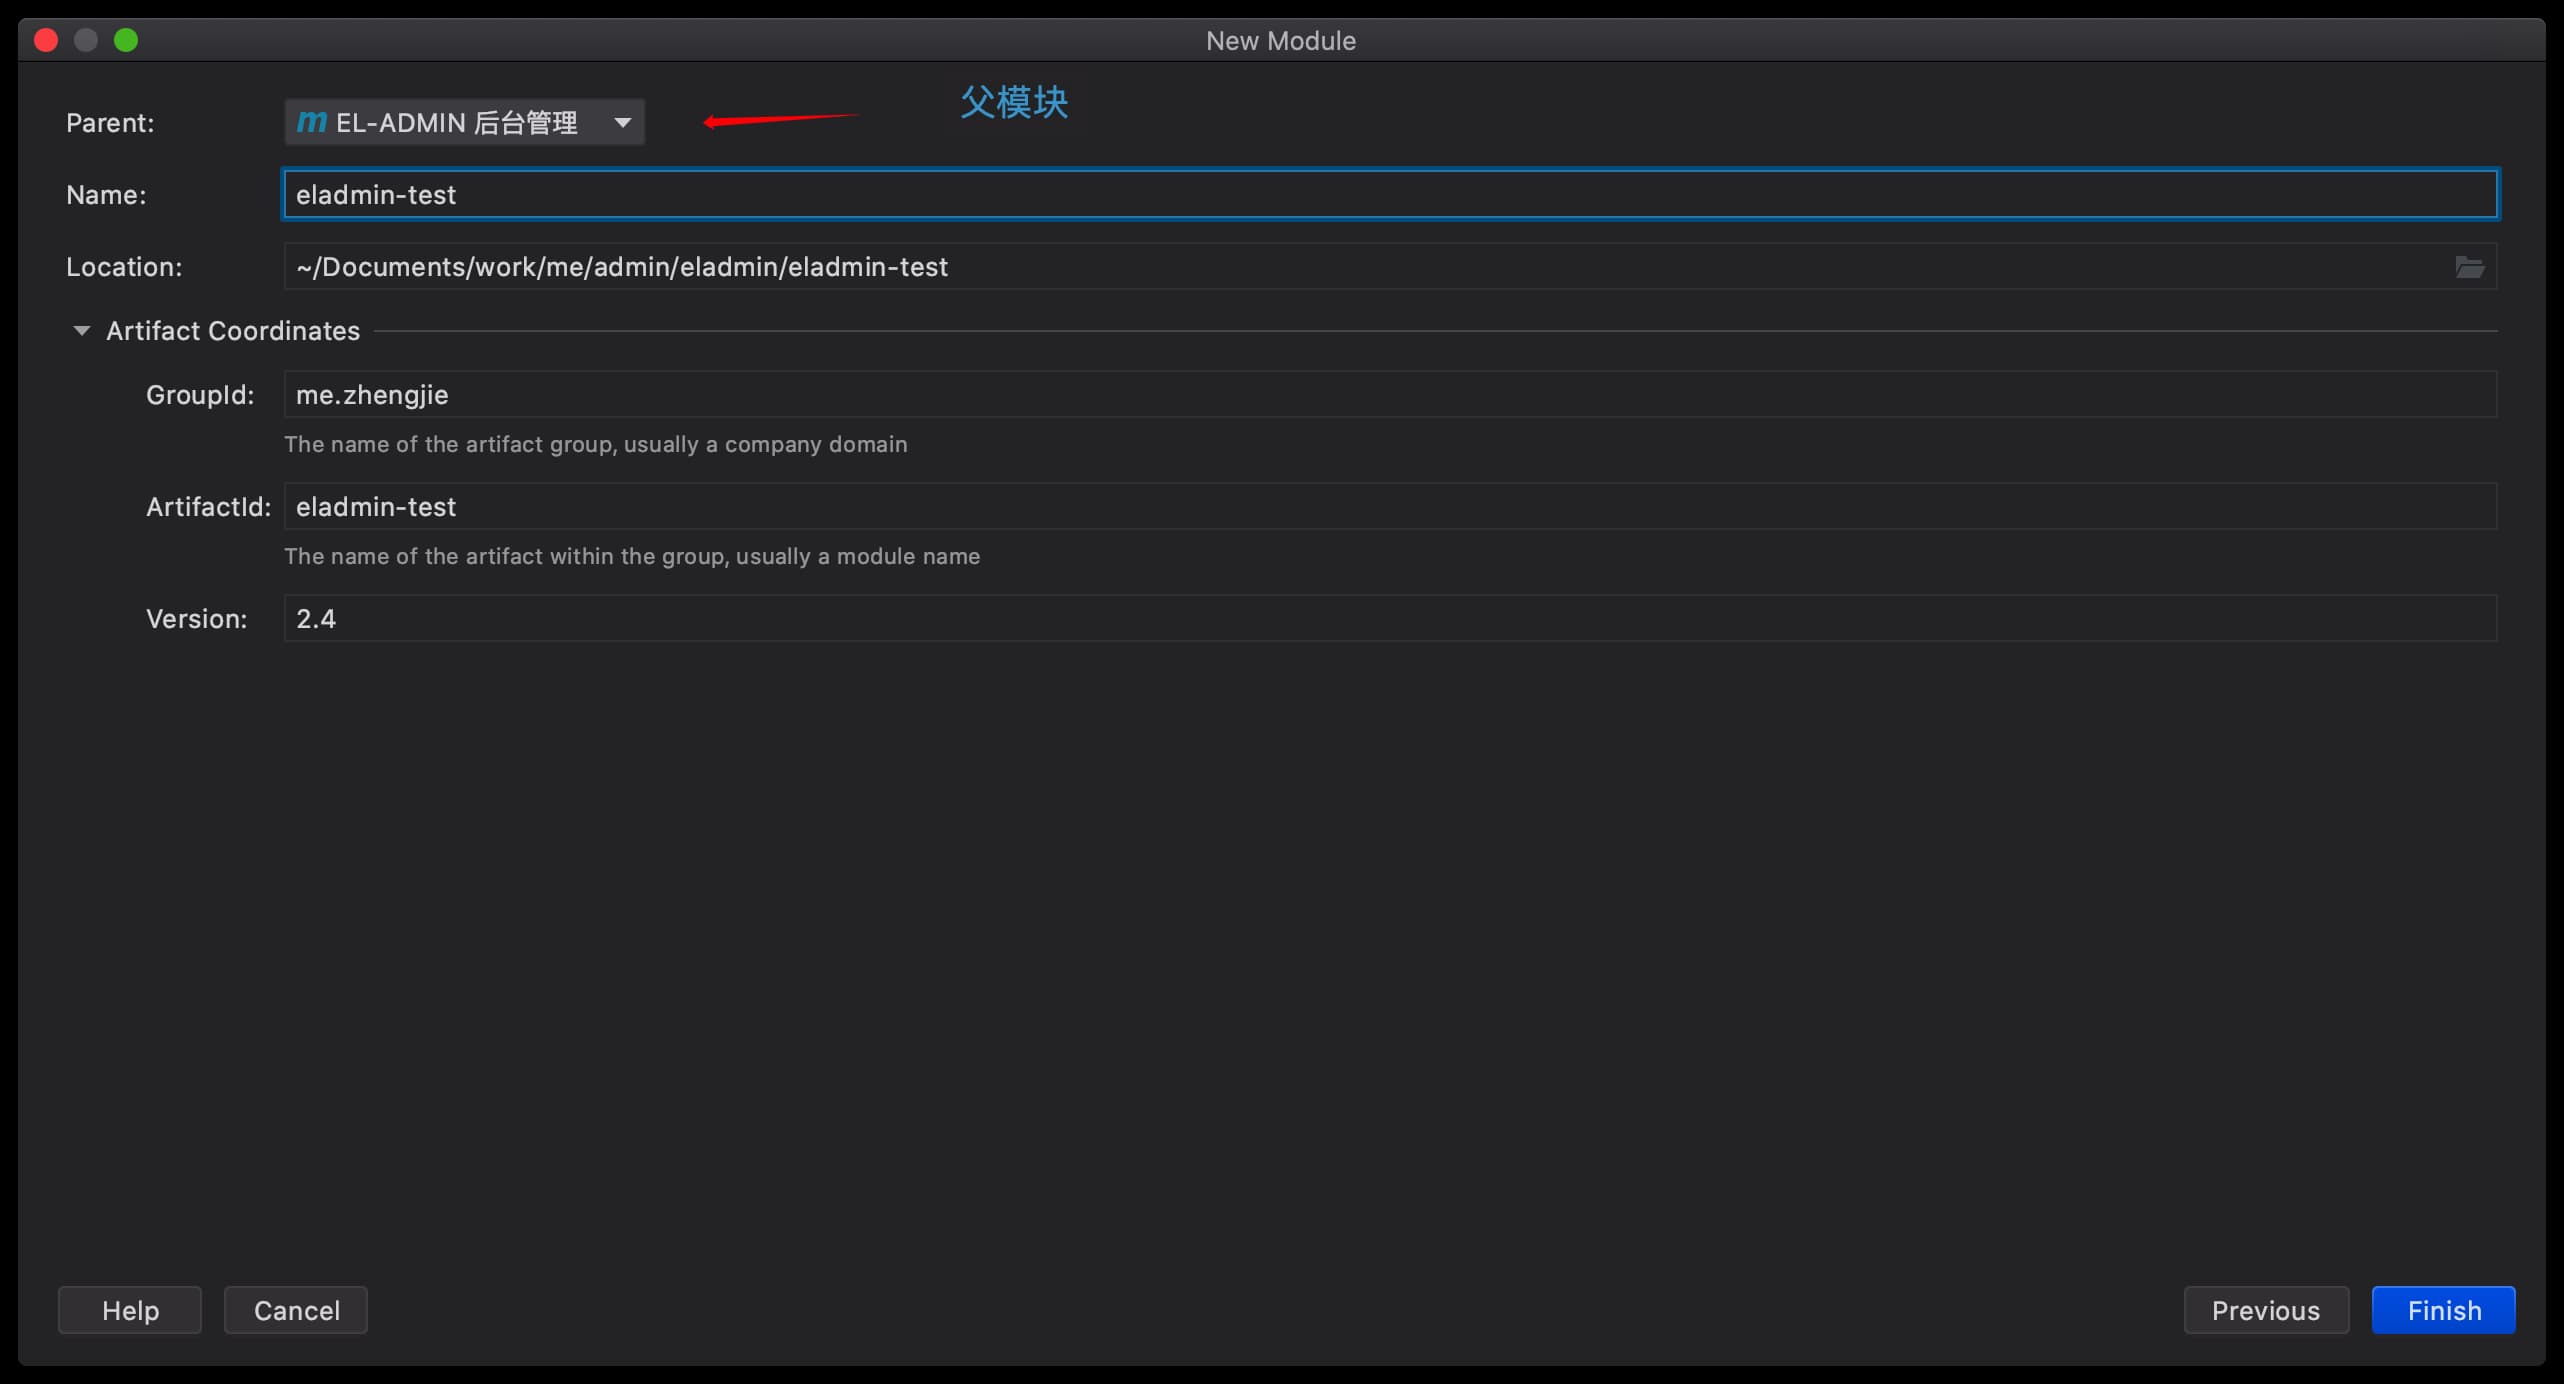 New Module
Parent: m EL-ADMIN 后台管理 父模块
Name: eladmin-test
Location: ~/Documents/work/me/admin/eladmin/eladmin-test
Artifact Coordinates
GroupId: me.zhengjie
The name of the artifact group, usually a company domain
ArtifactId: eladmin-test
The name of the artifact within the group, usually a module name
Version: 2.4
Help Cancel Previous Finish